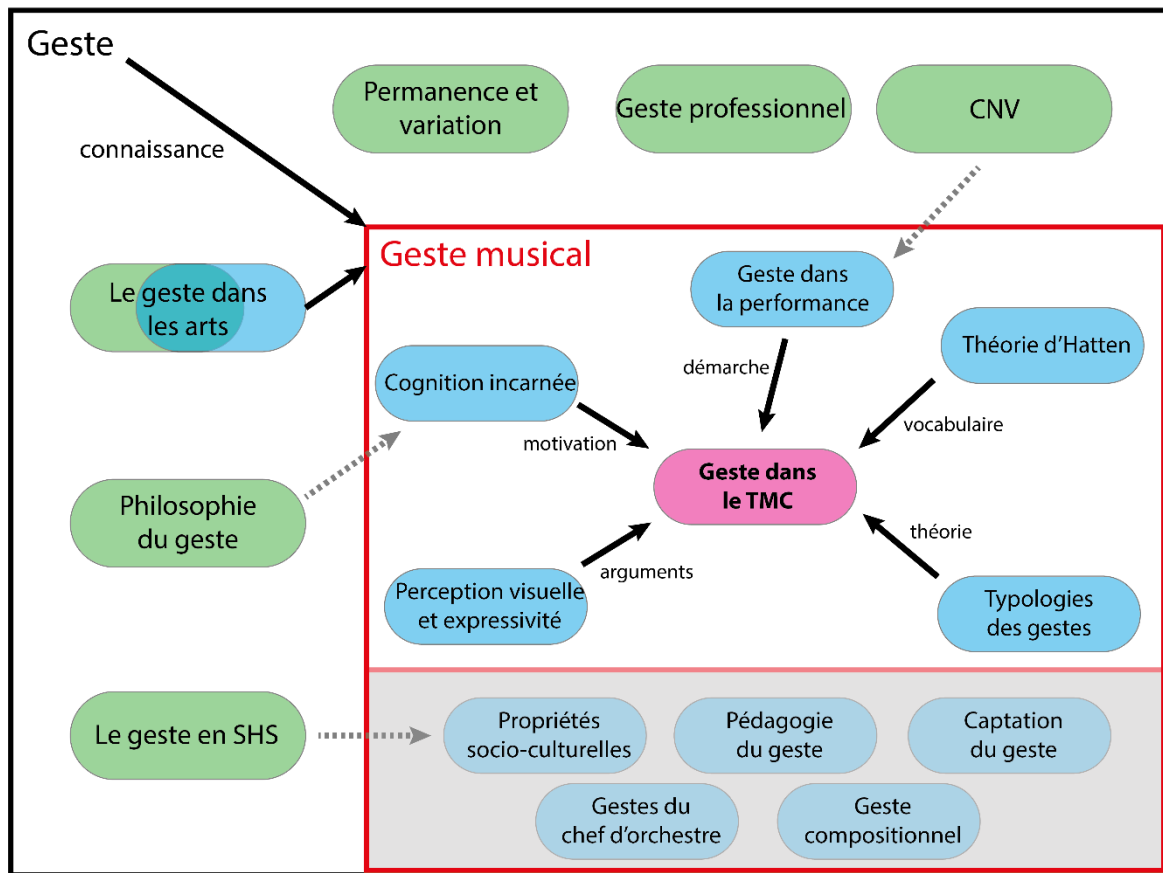 Geste
Permanence et
variation
Geste professionnel
CNV
connaissance
Geste musical
Le geste dans
les arts
Geste dans
la performance
Théorie d'Hatten
démarche
Cognition incarnée
motivation
vocabulaire
Geste dans
le TMC
Philosophie
du geste
théorie
arguments
Perception visuelle
et expressivité
Typologies
des gestes
Le geste en SHS
Propriétés
socio-culturelles
Pédagogie
du geste
Captation
du geste
Gestes du
chef d'orchestre
Geste
compositionnel